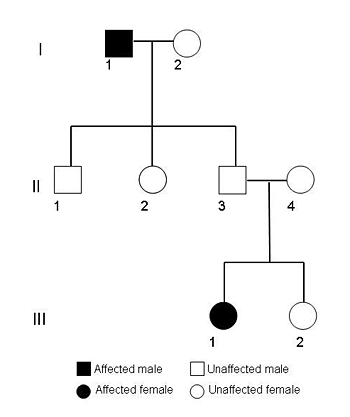 I
1 2
II
1 2 3 4
III
1 2
Affected male Unaffected male
Affected female Unaffected female